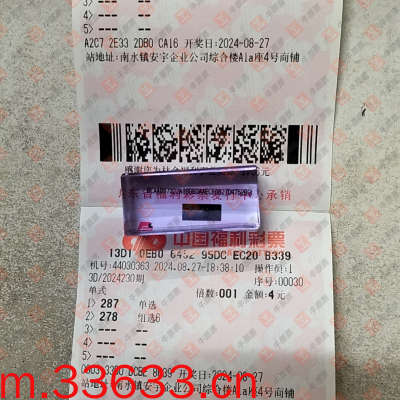 3> ---
4> ---
5> ---
A2C7 2E33 2DB0 CA16 开奖日:2024-08-27
站地址:南水镇安宇企业公司综合楼A1a座4号商铺
中国福利彩票
13D1 0EB0 6492 95DC EC20 B339
机号:44030363 2024.08.27-18:38:10 操作员:1
3D/2024230期 序号:00030
单式 倍数:001 金额:4元
1> 287 单选
2> 278 组选6
3> ---
4> ---
5> ---
开奖日:2024-08-27
站地址:南水镇安宇企业公司综合楼A1a座4号商铺
m.33633.cn